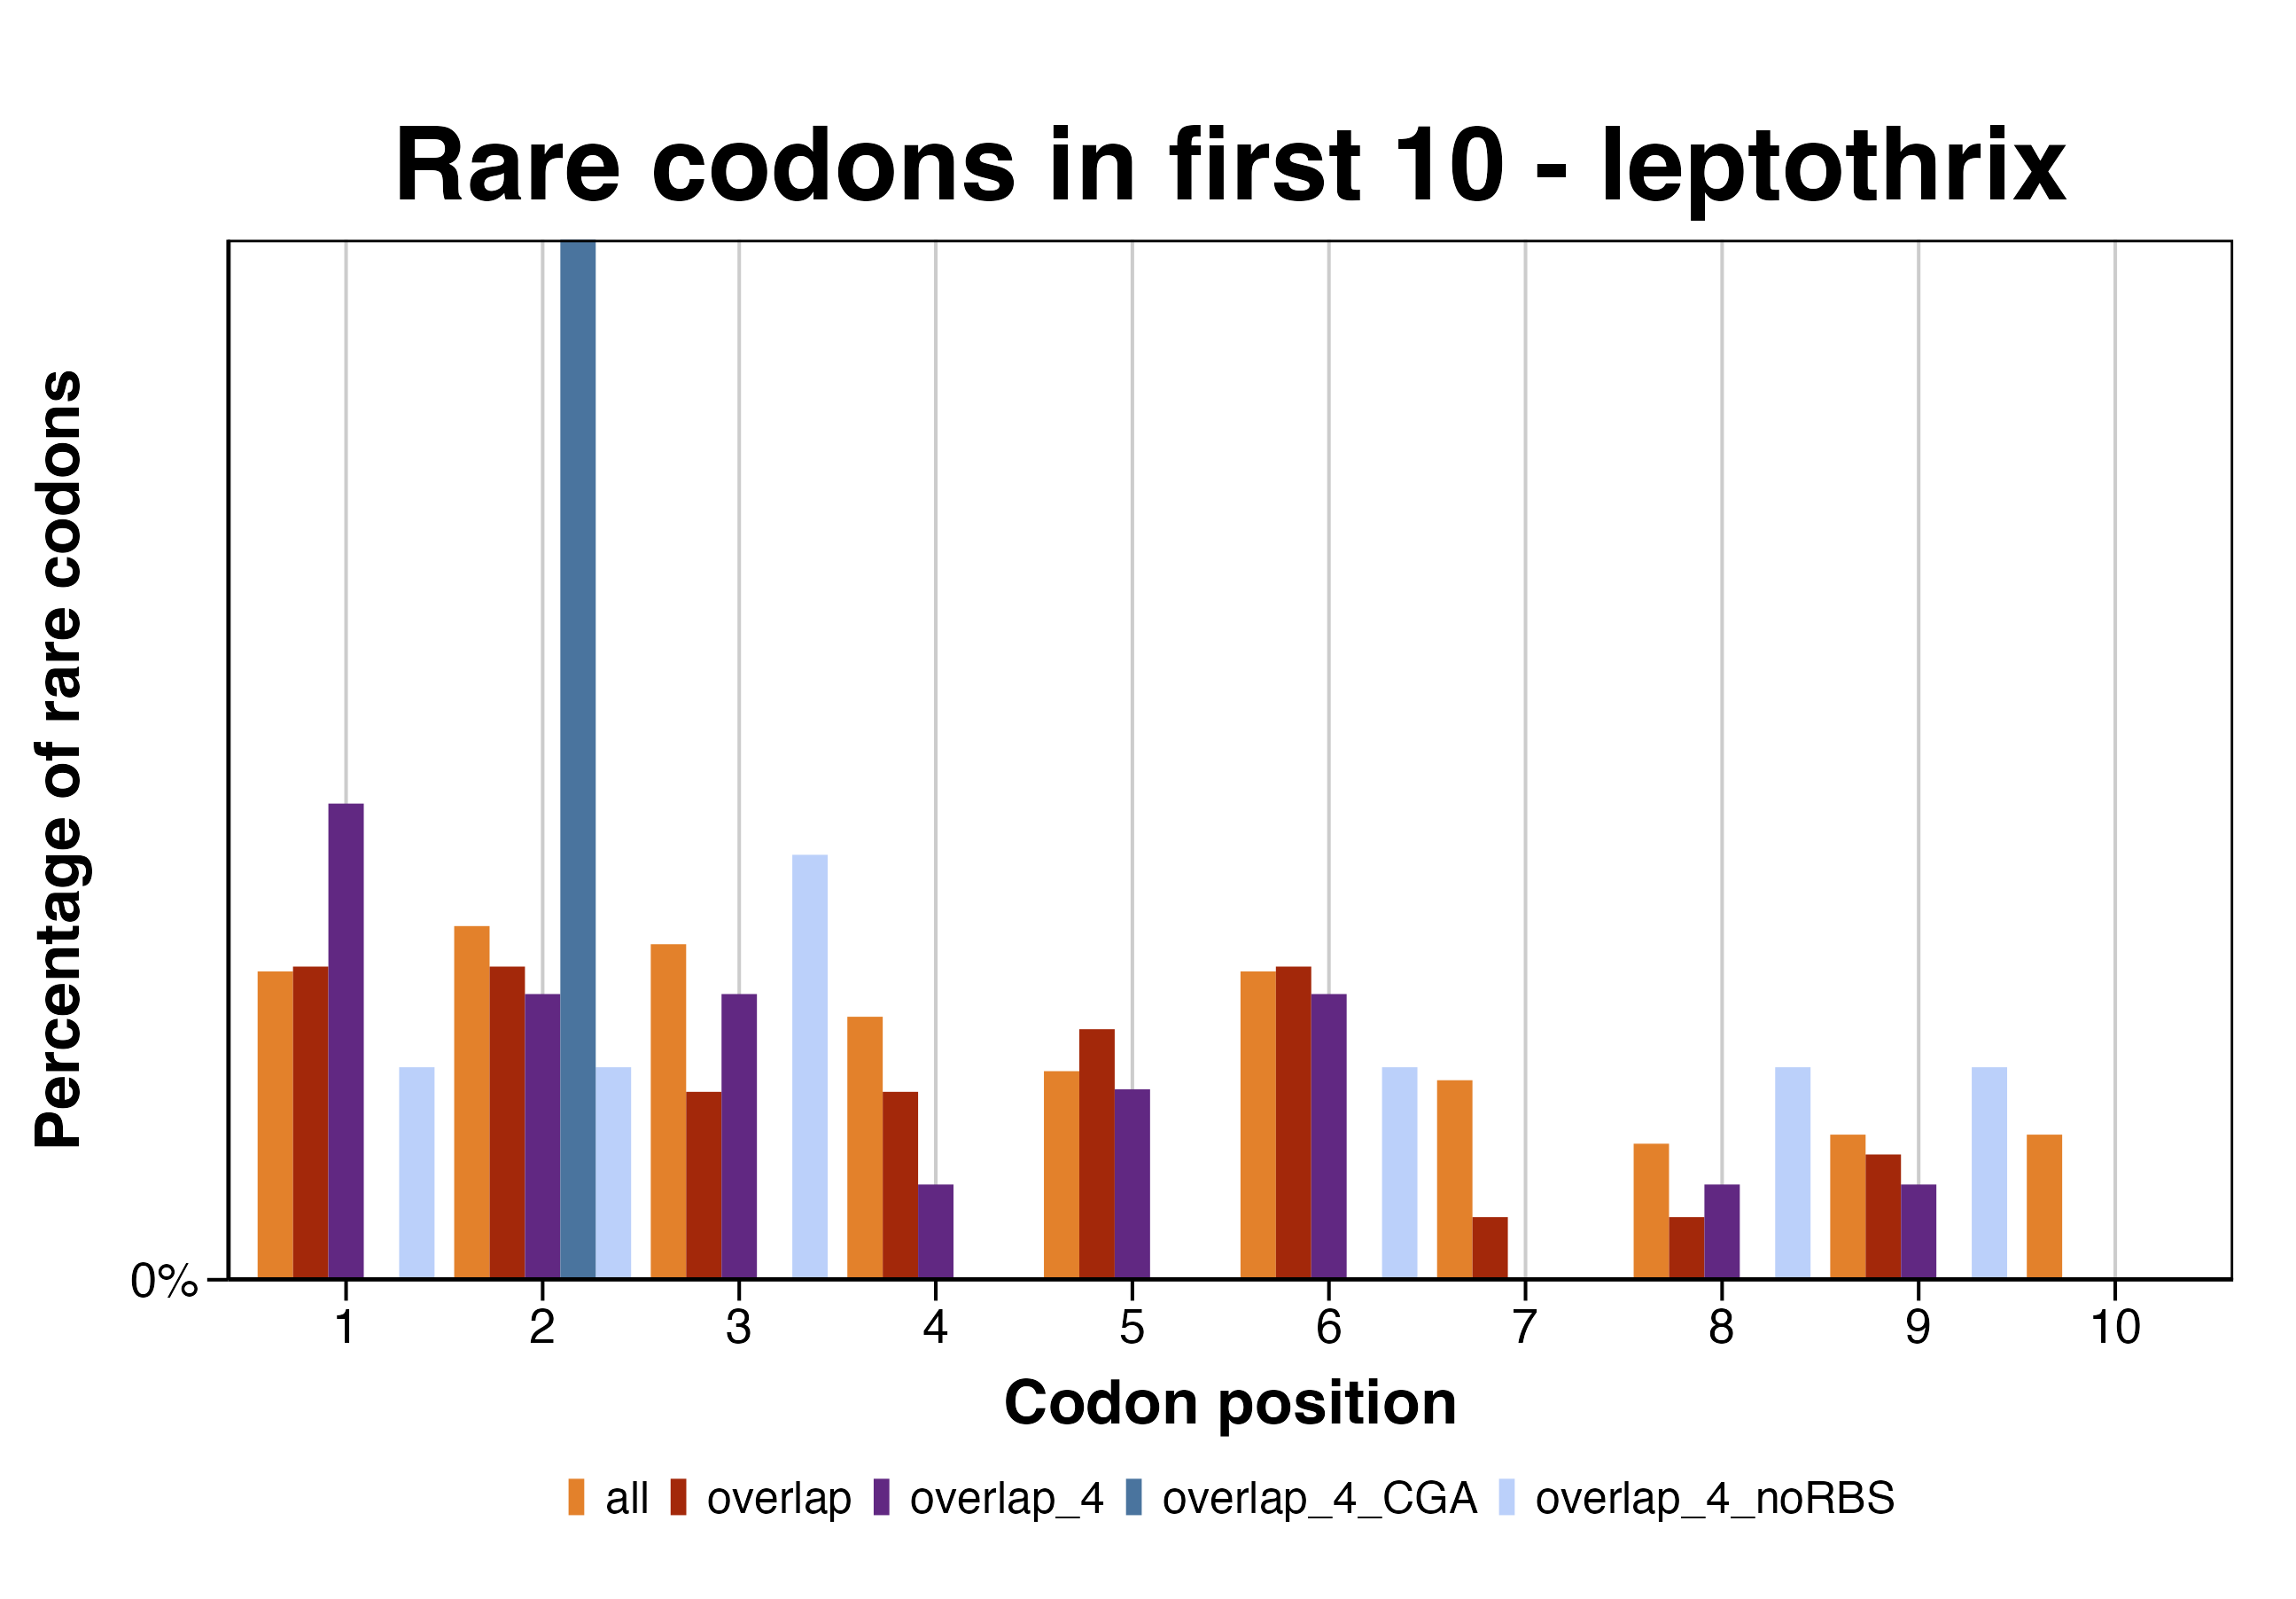 Rare codons in first 10 - leptothrix
Percentage of rare codons
0%
1 2 3 4 5 6 7 8 9 10
Codon position
all overlap overlap_4 overlap_4_CGA overlap_4_noRBS